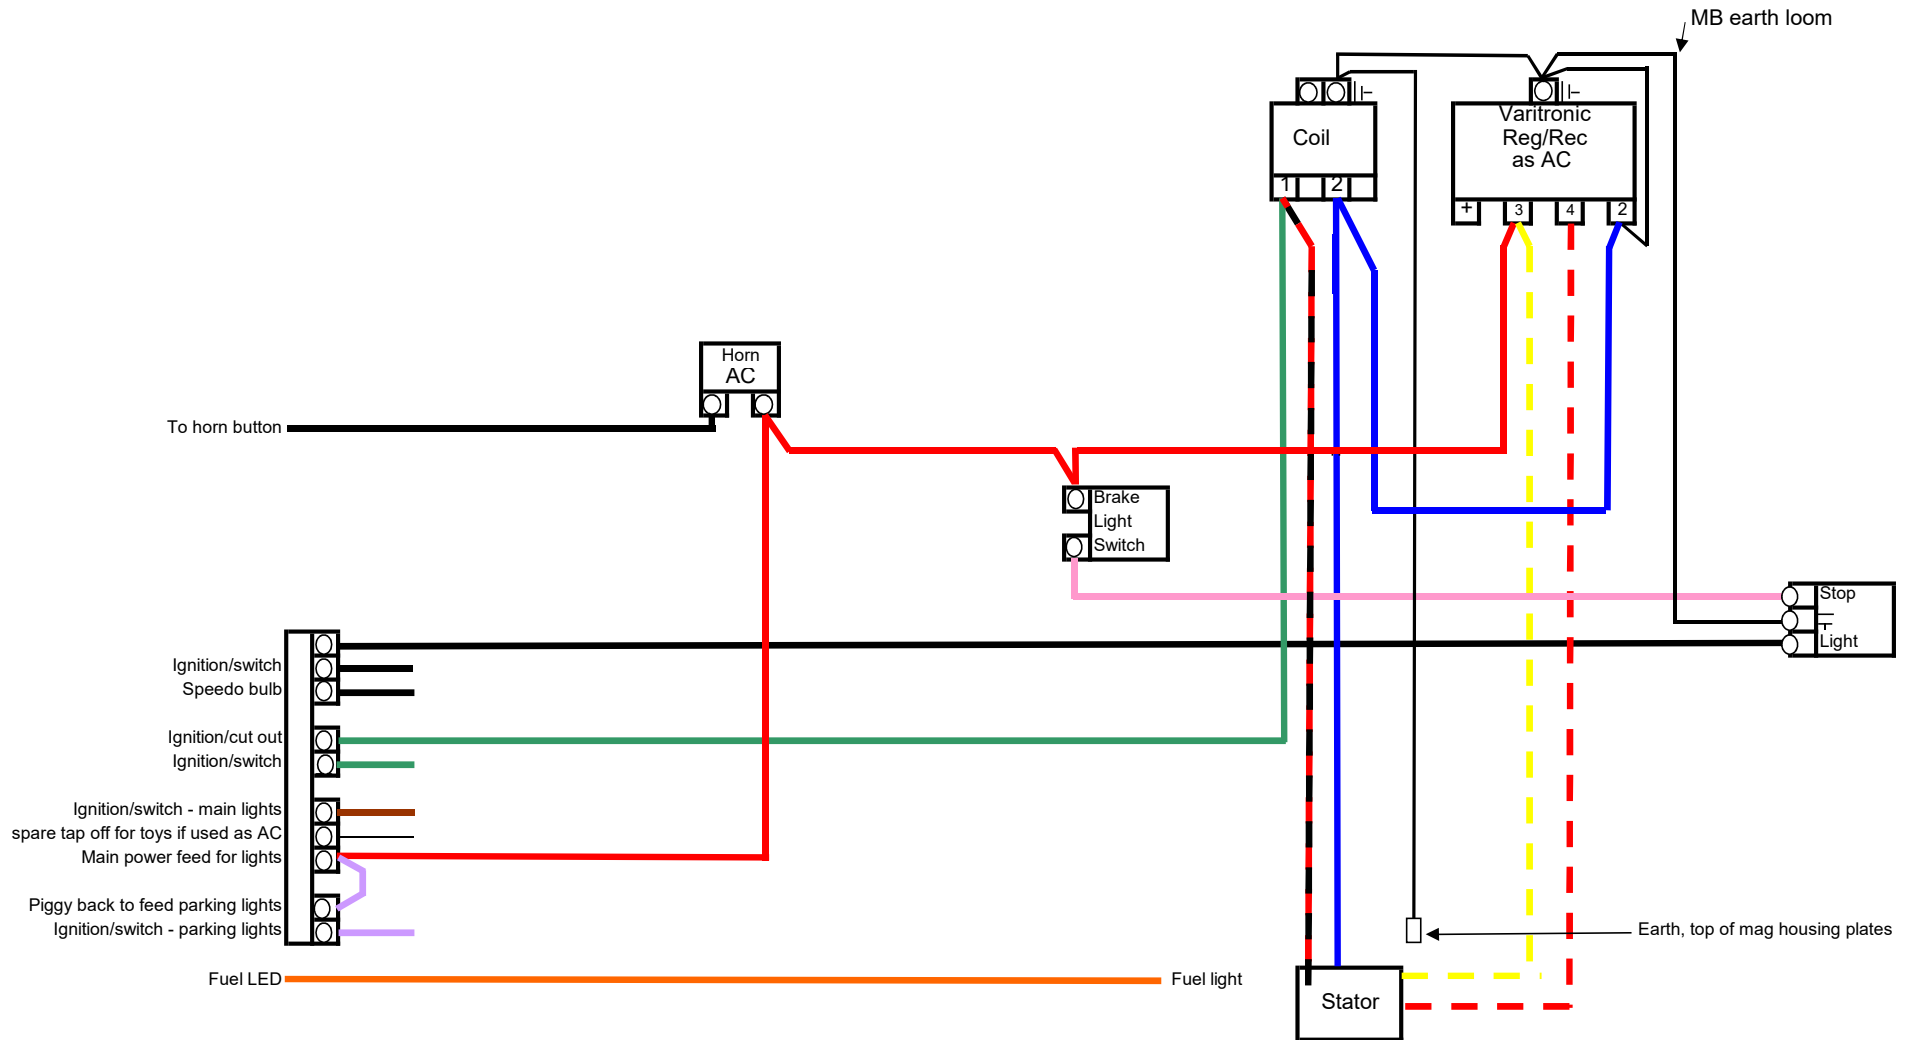 MB earth loom
Coil
1
2
Varitronic
Reg/Rec
as AC
+
3
4
2
Horn
AC
To horn button
Brake
Light
Switch
Stop
Light
Ignition/switch
Speedo bulb
Ignition/cut out
Ignition/switch
Ignition/switch - main lights
spare tap off for toys if used as AC
Main power feed for lights
Piggy back to feed parking lights
Ignition/switch - parking lights
Earth, top of mag housing plates
Fuel LED
Fuel light
Stator